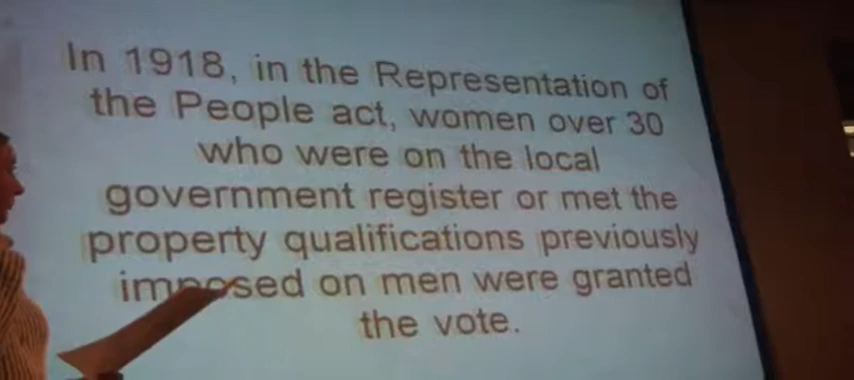 In 1918, in the Representation of
the People act, women over 30
who were on the local
government register or met the
property qualifications previously
imposed on men were granted
the vote.